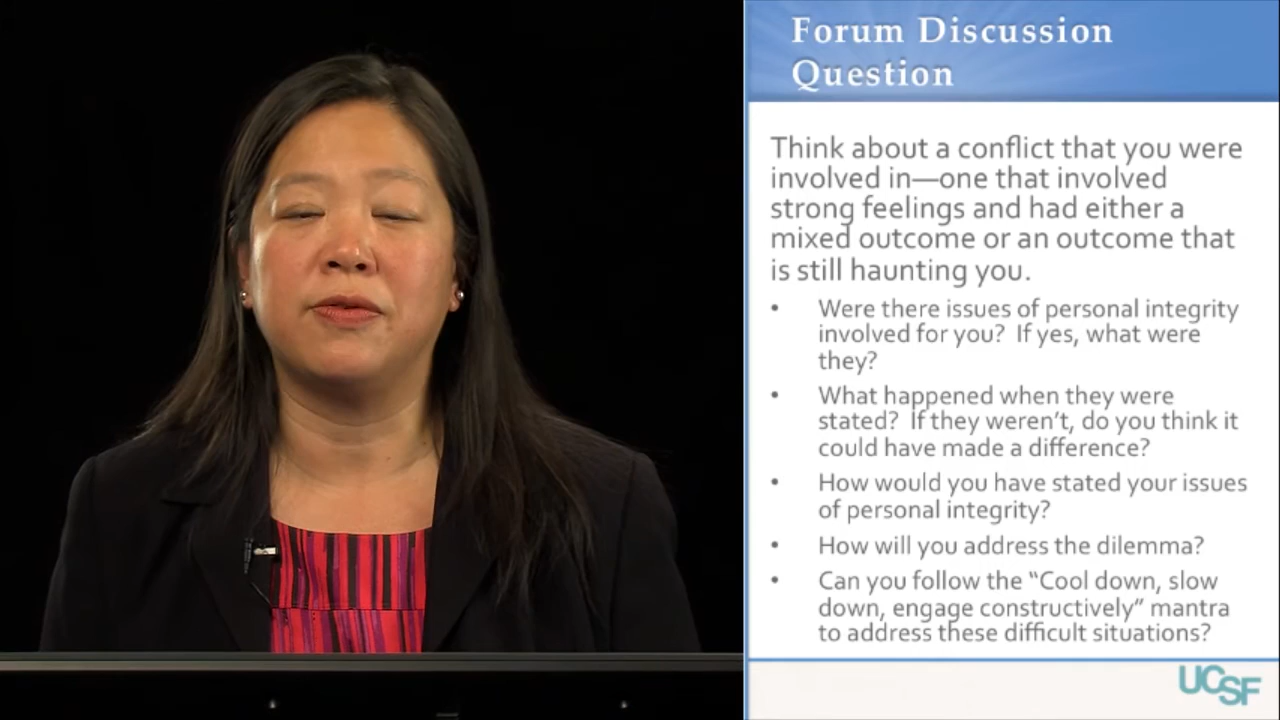 Forum Discussion
Question
Think about a conflict that you were
involved in—one that involved
strong feelings and had either a
mixed outcome or an outcome that
is still haunting you.
• Were there issues of personal integrity
involved for you? If yes, what were
they?
• What happened when they were
stated? If they weren’t, do you think it
could have made a difference?
• How would you have stated your issues
of personal integrity?
• How will you address the dilemma?
• Can you follow the “Cool down, slow
down, engage constructively” mantra
to address these difficult situations?
UCSF